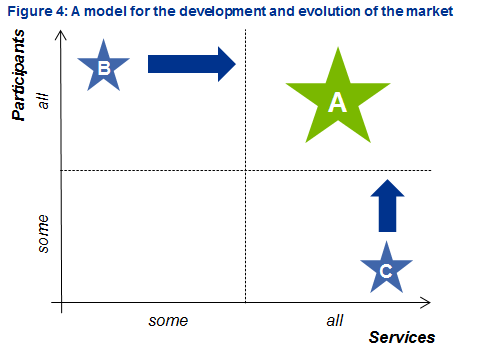 Figure 4: A model for the development and evolution of the market
Participants
all
some
B
A
C
some
all
Services